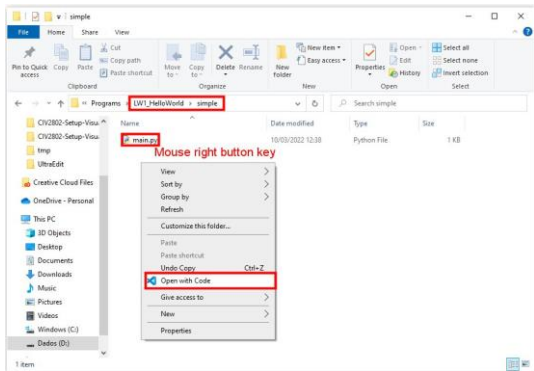 simple
File Home Share View
Pin to Quick access
Copy
Paste
Cut
Copy path
Paste shortcut
Clipboard
Move to
Copy to
Delete
Rename
Organize
New folder
New item
Easy access
New
Properties
Open
Edit
History
Open
Select all
Select none
Invert selection
Select
« Programs › LW1_HelloWorld › simple
Search simple
Name Date modified Type Size
main.py 10/03/2022 12:38 Python File 1 KB
CIV2802-Setup-Visu
CIV2802-Setup-Visu
tmp
UltraEdit
Creative Cloud Files
OneDrive - Personal
This PC
3D Objects
Desktop
Documents
Downloads
Music
Pictures
Videos
Windows (C:)
Dados (D:)
Mouse right button key
View
Sort by
Group by
Refresh
Customize this folder...
Paste
Paste shortcut
Undo Copy Ctrl+Z
Open with Code
Give access to
New
Properties
1 item